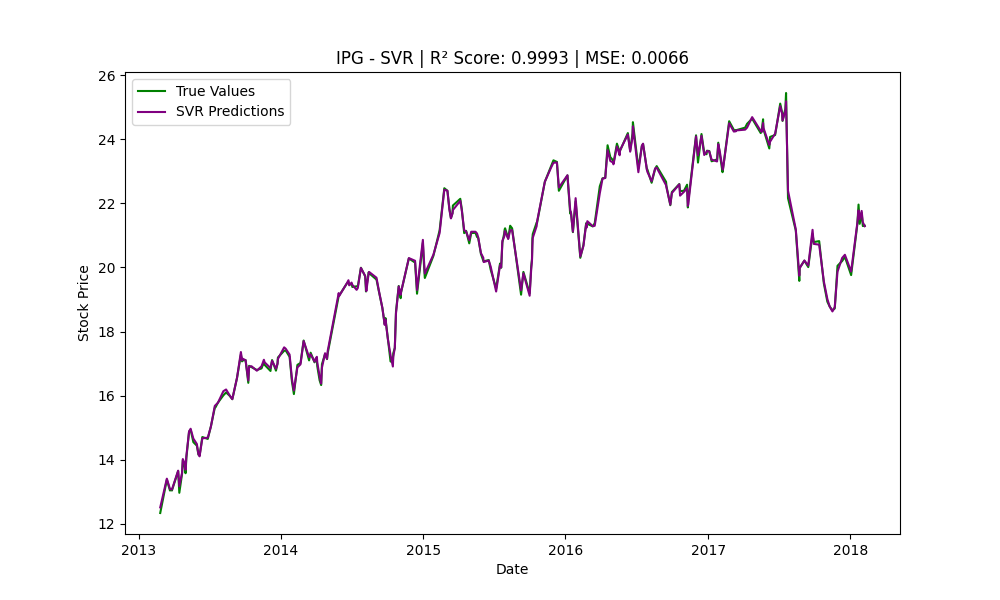 IPG - SVR | R² Score: 0.9993 | MSE: 0.0066
True Values
SVR Predictions
26
24
22
20
18
16
14
12
Stock Price
2013 2014 2015 2016 2017 2018
Date